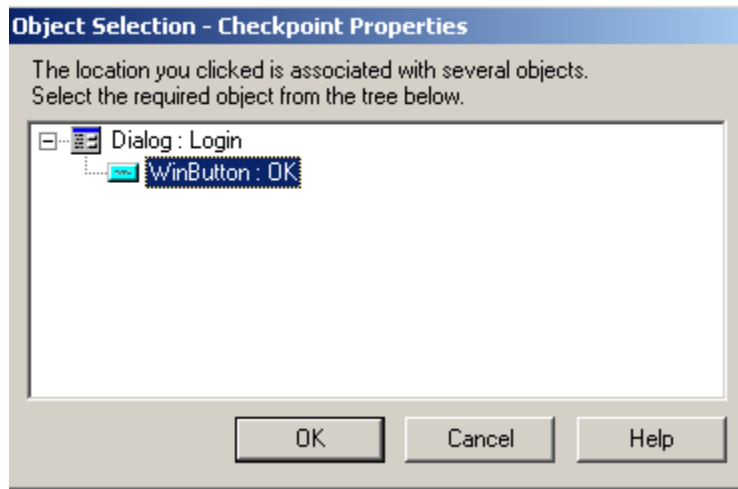 Object Selection - Checkpoint Properties
The location you clicked is associated with several objects.
Select the required object from the tree below.
Dialog : Login
WinButton : OK
OK Cancel Help